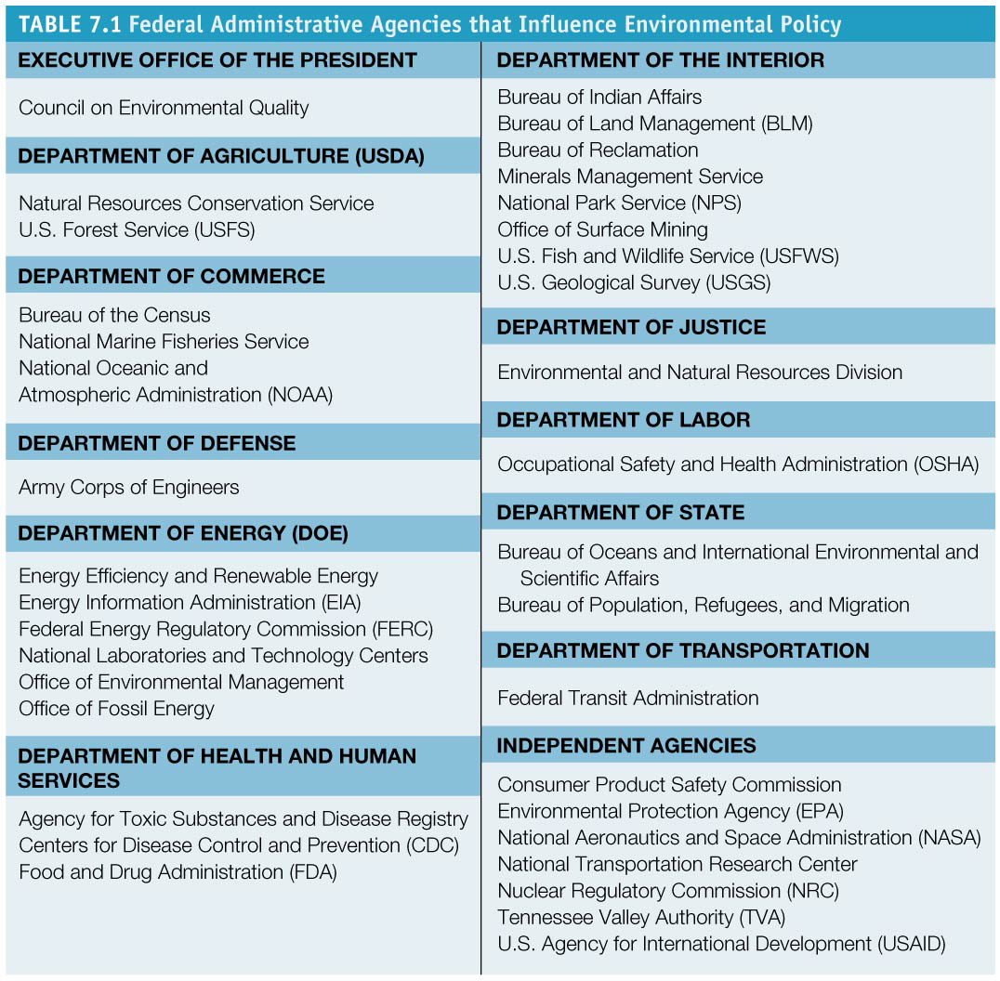 TABLE 7.1 Federal Administrative Agencies that Influence Environmental Policy
EXECUTIVE OFFICE OF THE PRESIDENT
Council on Environmental Quality
DEPARTMENT OF AGRICULTURE (USDA)
Natural Resources Conservation Service
U.S. Forest Service (USFS)
DEPARTMENT OF COMMERCE
Bureau of the Census
National Marine Fisheries Service
National Oceanic and
Atmospheric Administration (NOAA)
DEPARTMENT OF DEFENSE
Army Corps of Engineers
DEPARTMENT OF ENERGY (DOE)
Energy Efficiency and Renewable Energy
Energy Information Administration (EIA)
Federal Energy Regulatory Commission (FERC)
National Laboratories and Technology Centers
Office of Environmental Management
Office of Fossil Energy
DEPARTMENT OF HEALTH AND HUMAN
SERVICES
Agency for Toxic Substances and Disease Registry
Centers for Disease Control and Prevention (CDC)
Food and Drug Administration (FDA)
DEPARTMENT OF THE INTERIOR
Bureau of Indian Affairs
Bureau of Land Management (BLM)
Bureau of Reclamation
Minerals Management Service
National Park Service (NPS)
Office of Surface Mining
U.S. Fish and Wildlife Service (USFWS)
U.S. Geological Survey (USGS)
DEPARTMENT OF JUSTICE
Environmental and Natural Resources Division
DEPARTMENT OF LABOR
Occupational Safety and Health Administration (OSHA)
DEPARTMENT OF STATE
Bureau of Oceans and International Environmental and
Scientific Affairs
Bureau of Population, Refugees, and Migration
DEPARTMENT OF TRANSPORTATION
Federal Transit Administration
INDEPENDENT AGENCIES
Consumer Product Safety Commission
Environmental Protection Agency (EPA)
National Aeronautics and Space Administration (NASA)
National Transportation Research Center
Nuclear Regulatory Commission (NRC)
Tennessee Valley Authority (TVA)
U.S. Agency for International Development (USAID)